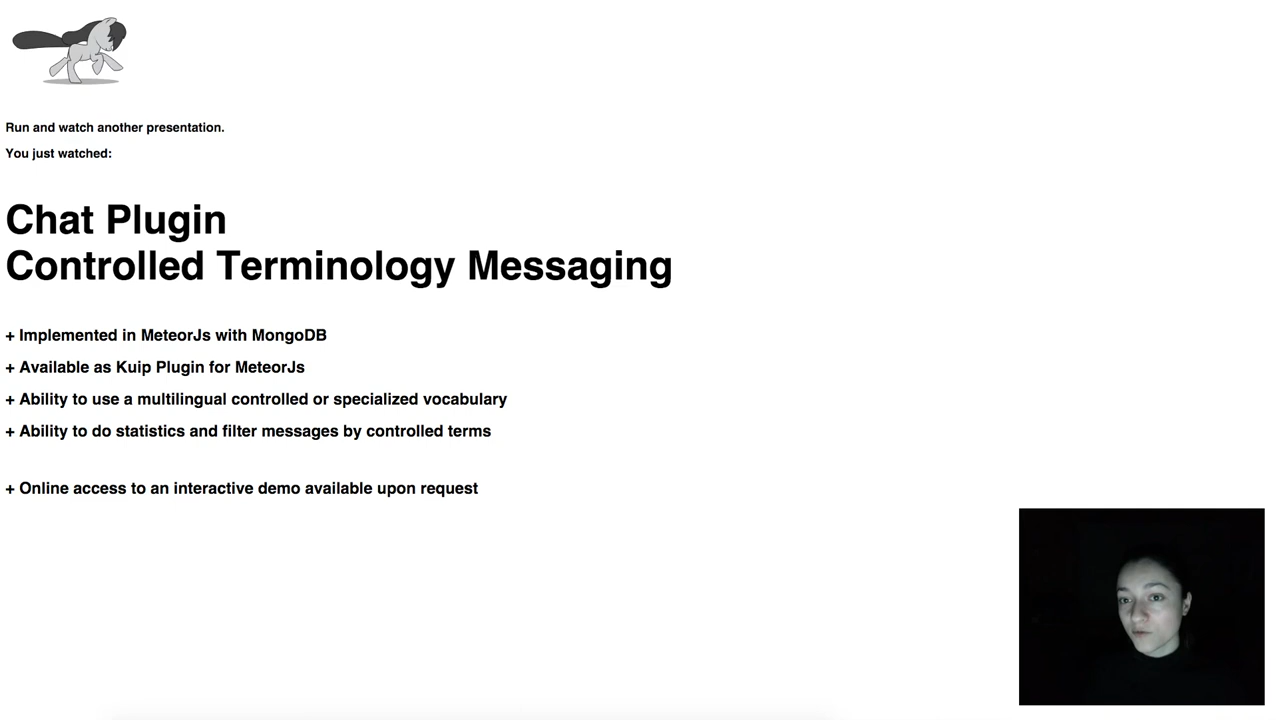 Run and watch another presentation.
You just watched:
Chat Plugin
Controlled Terminology Messaging
+ Implemented in MeteorJs with MongoDB
+ Available as Kuip Plugin for MeteorJs
+ Ability to use a multilingual controlled or specialized vocabulary
+ Ability to do statistics and filter messages by controlled terms
+ Online access to an interactive demo available upon request